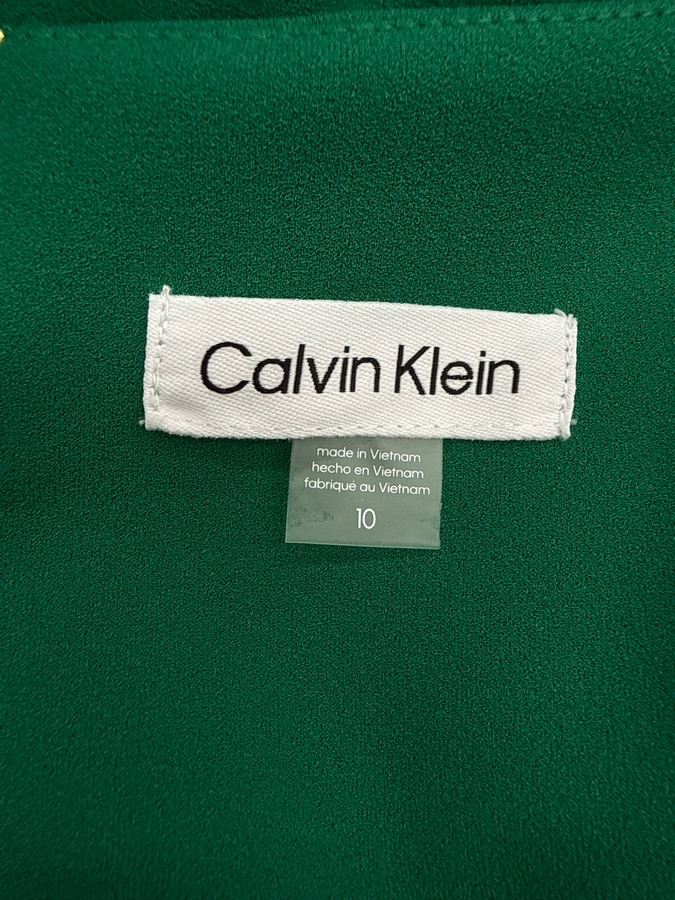 Calvin Klein
made in Vietnam
hecho en Vietnam
fabriqué au Vietnam
10